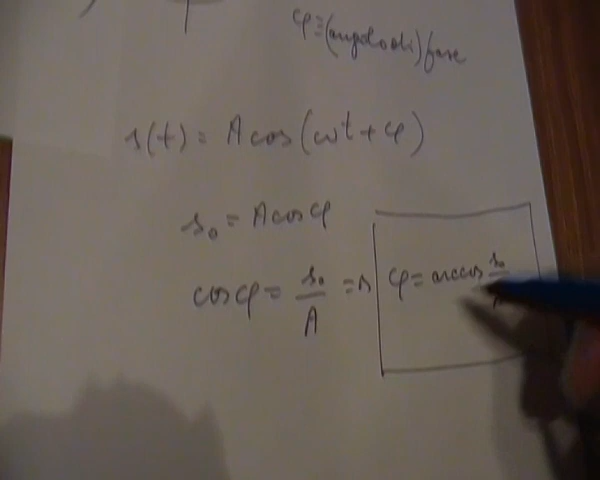 φ ≡ (angolo di) fase
s(t) = A cos (ωt + φ)
s₀ = A cos φ
cos φ = s₀/A ⇒ φ = arccos s₀/A